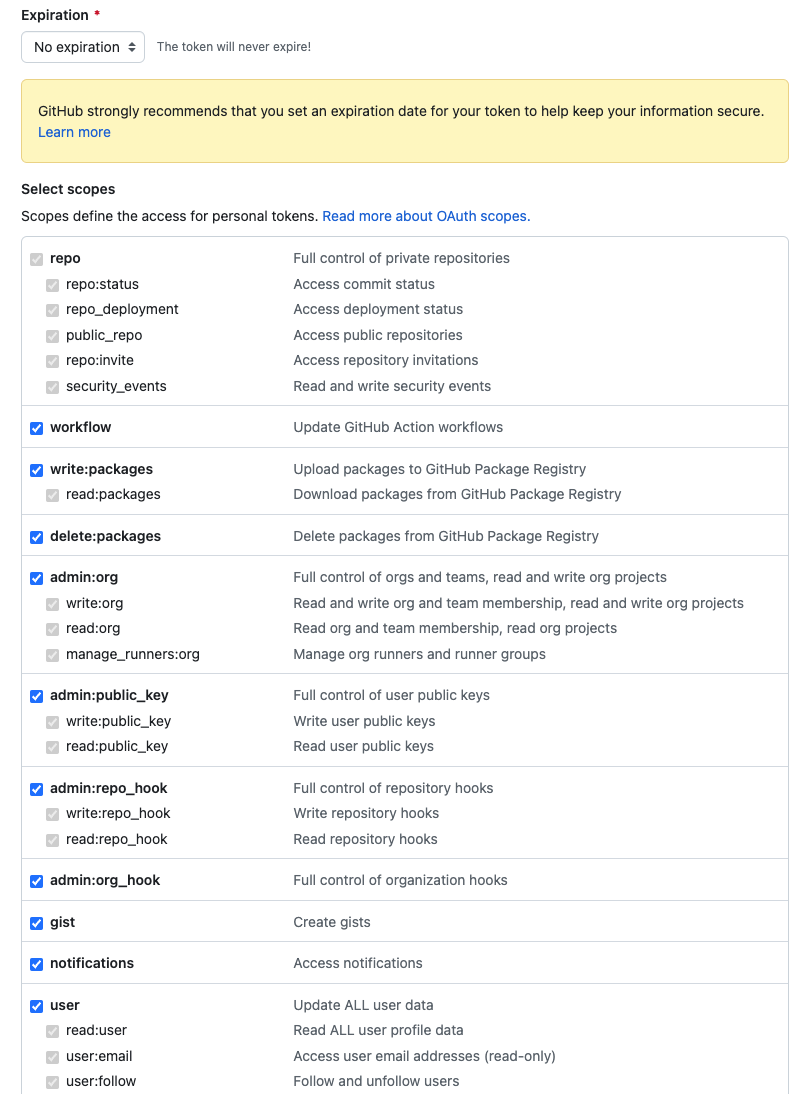 Expiration *
No expiration The token will never expire!
GitHub strongly recommends that you set an expiration date for your token to help keep your information secure.
Learn more
Select scopes
Scopes define the access for personal tokens. Read more about OAuth scopes.
repo Full control of private repositories
repo:status Access commit status
repo_deployment Access deployment status
public_repo Access public repositories
repo:invite Access repository invitations
security_events Read and write security events
workflow Update GitHub Action workflows
write:packages Upload packages to GitHub Package Registry
read:packages Download packages from GitHub Package Registry
delete:packages Delete packages from GitHub Package Registry
admin:org Full control of orgs and teams, read and write org projects
write:org Read and write org and team membership, read and write org projects
read:org Read org and team membership, read org projects
manage_runners:org Manage org runners and runner groups
admin:public_key Full control of user public keys
write:public_key Write user public keys
read:public_key Read user public keys
admin:repo_hook Full control of repository hooks
write:repo_hook Write repository hooks
read:repo_hook Read repository hooks
admin:org_hook Full control of organization hooks
gist Create gists
notifications Access notifications
user Update ALL user data
read:user Read ALL user profile data
user:email Access user email addresses (read-only)
user:follow Follow and unfollow users